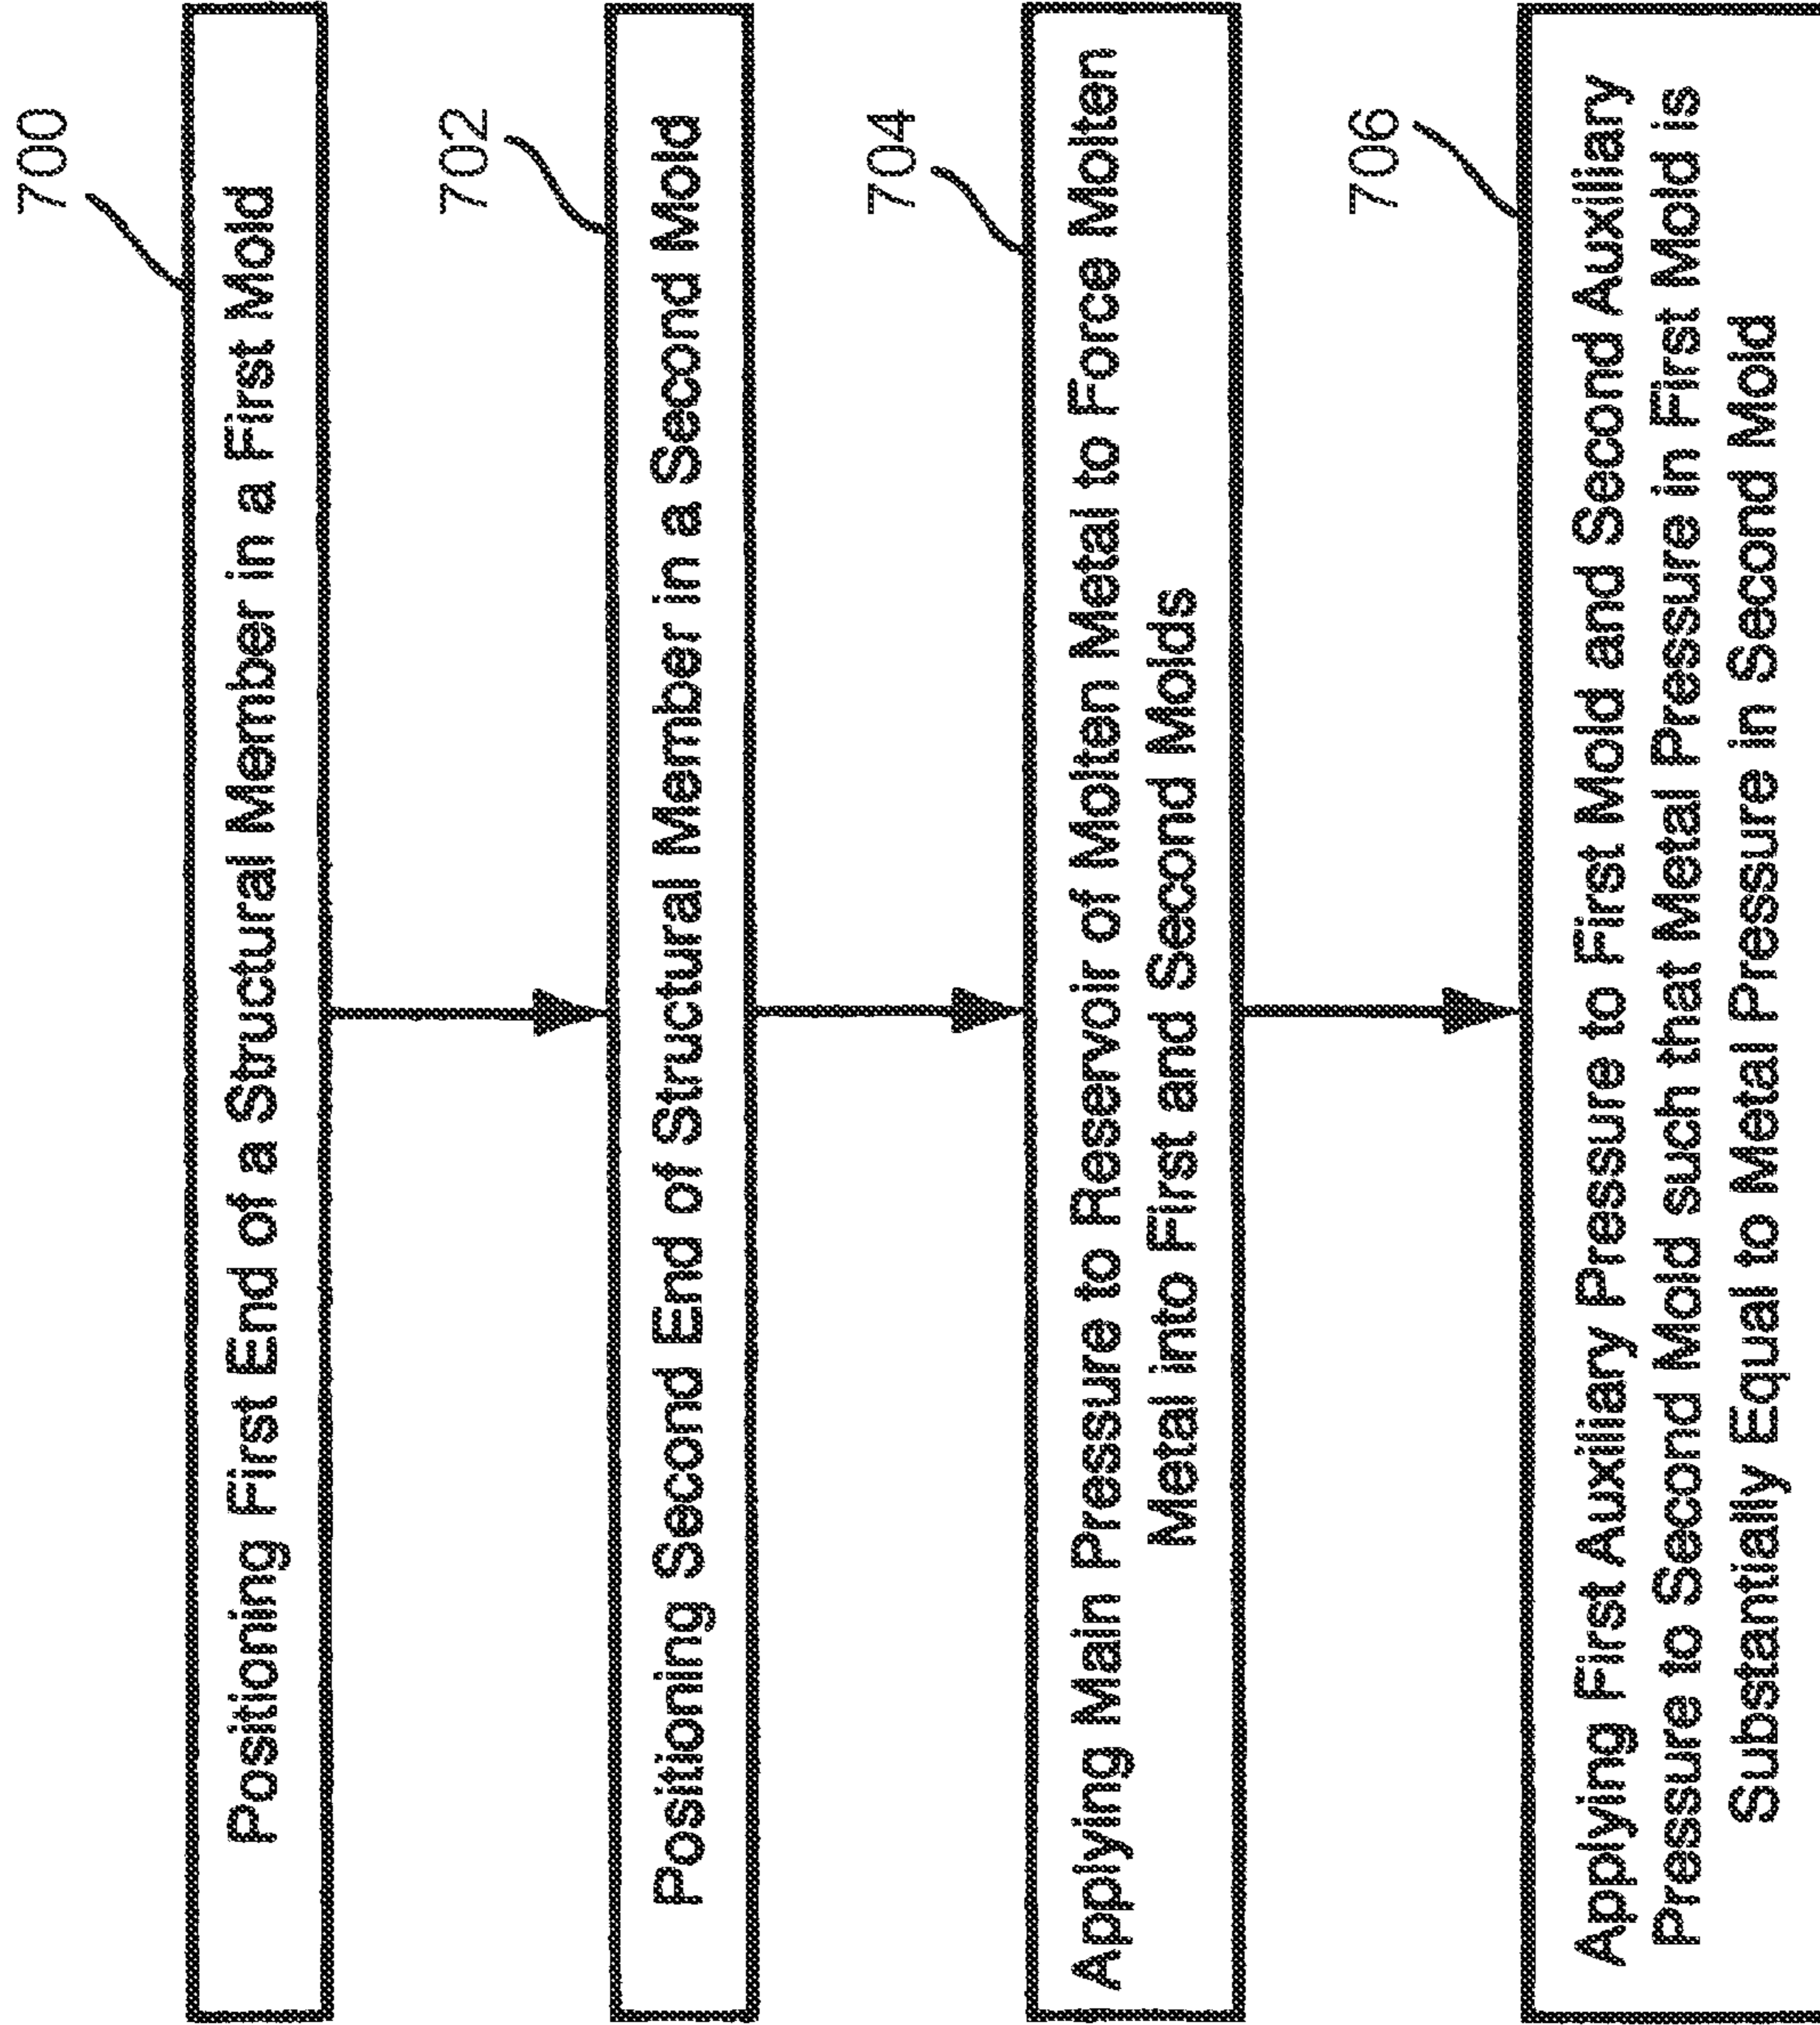 700
Positioning First End of a Structural Member in a First Mold
702
Positioning Second End of Structural Member in a Second Mold
704
Applying Main Pressure to Reservoir of Molten Metal to Force Molten
Metal into First and Second Molds
706
Applying First Auxiliary Pressure to First Mold and Second Auxiliary
Pressure to Second Mold such that Metal Pressure in First Mold is
Substantially Equal to Metal Pressure in Second Mold